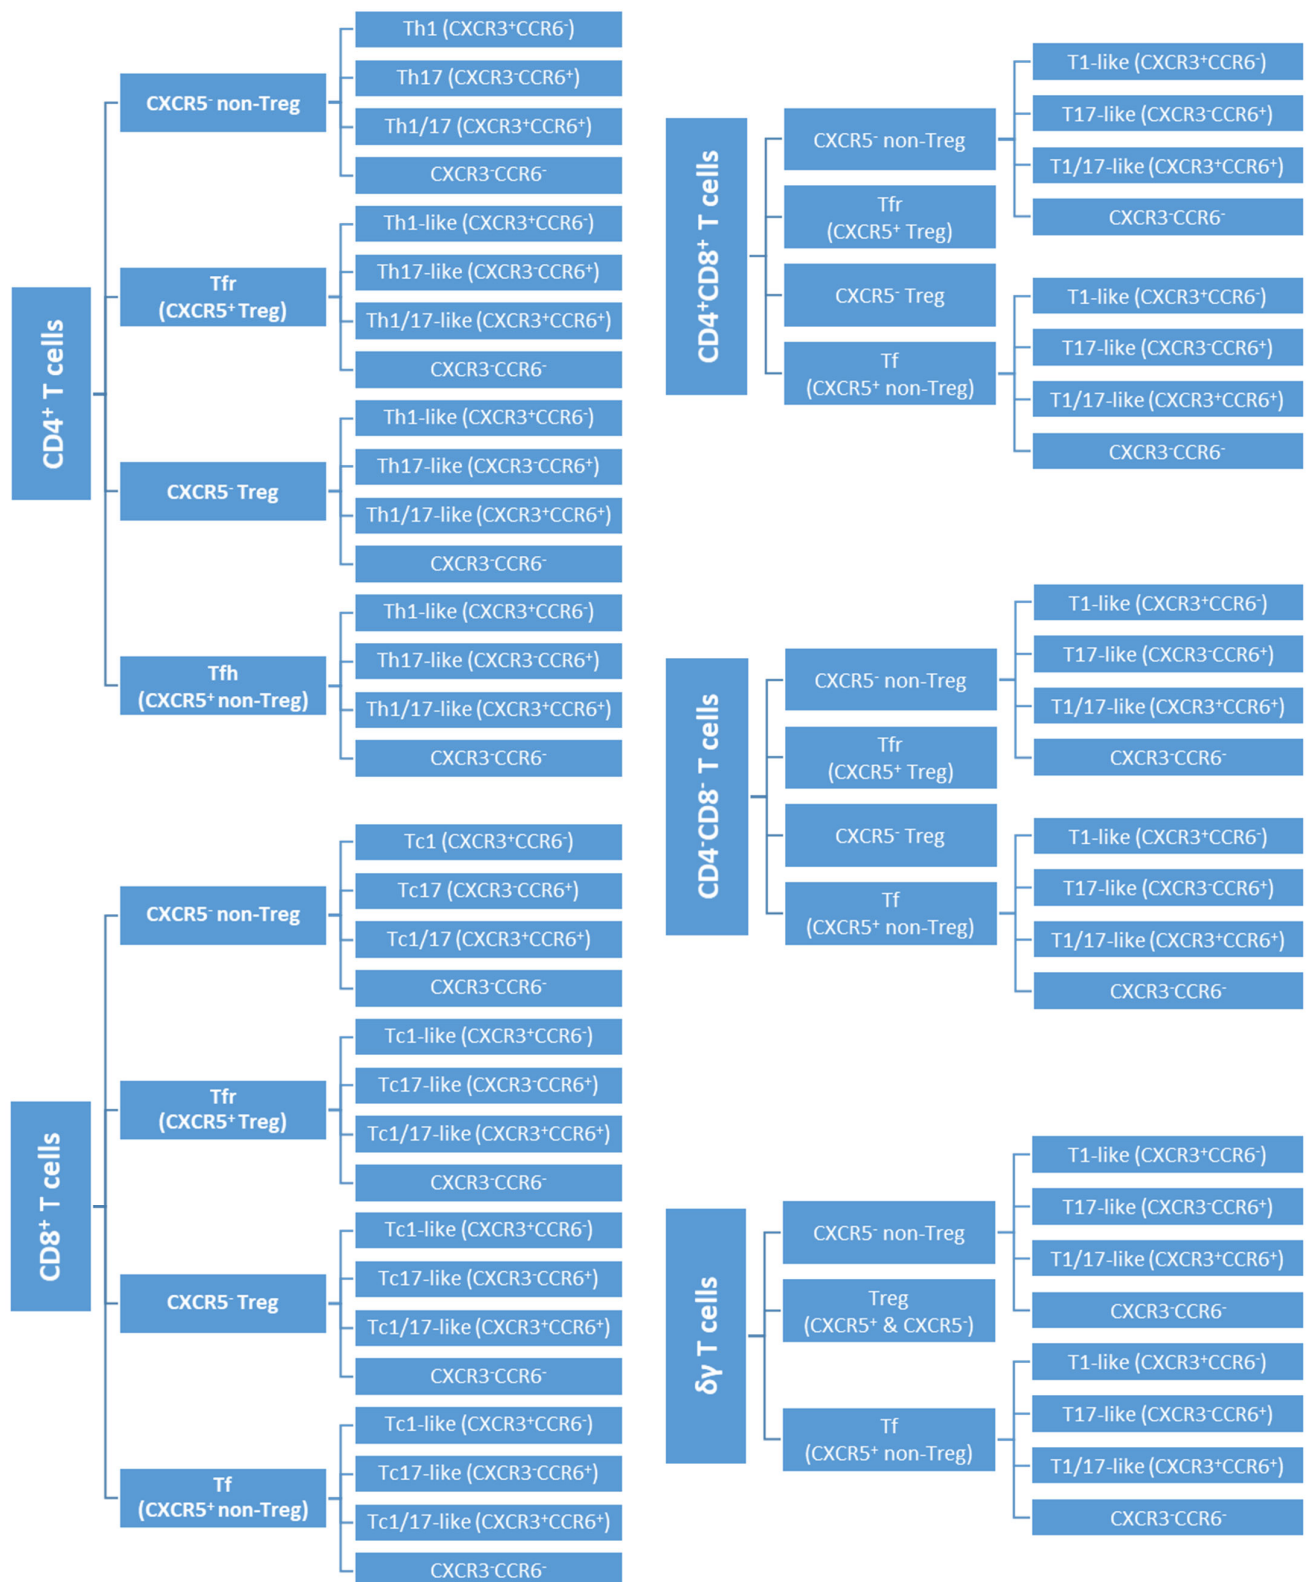 CD4⁺ T cells
CXCR5⁻ non-Treg
Th1 (CXCR3⁺CCR6⁻)
Th17 (CXCR3⁻CCR6⁺)
Th1/17 (CXCR3⁺CCR6⁺)
CXCR3⁻CCR6⁻
Tfr
(CXCR5⁺ Treg)
Th1-like (CXCR3⁺CCR6⁻)
Th17-like (CXCR3⁻CCR6⁺)
Th1/17-like (CXCR3⁺CCR6⁺)
CXCR3⁻CCR6⁻
CXCR5⁻ Treg
Th1-like (CXCR3⁺CCR6⁻)
Th17-like (CXCR3⁻CCR6⁺)
Th1/17-like (CXCR3⁺CCR6⁺)
CXCR3⁻CCR6⁻
Tfh
(CXCR5⁺ non-Treg)
Th1-like (CXCR3⁺CCR6⁻)
Th17-like (CXCR3⁻CCR6⁺)
Th1/17-like (CXCR3⁺CCR6⁺)
CXCR3⁻CCR6⁻
CD8⁺ T cells
CXCR5⁻ non-Treg
Tc1 (CXCR3⁺CCR6⁻)
Tc17 (CXCR3⁻CCR6⁺)
Tc1/17 (CXCR3⁺CCR6⁺)
CXCR3⁻CCR6⁻
Tfr
(CXCR5⁺ Treg)
Tc1-like (CXCR3⁺CCR6⁻)
Tc17-like (CXCR3⁻CCR6⁺)
Tc1/17-like (CXCR3⁺CCR6⁺)
CXCR3⁻CCR6⁻
CXCR5⁻ Treg
Tc1-like (CXCR3⁺CCR6⁻)
Tc17-like (CXCR3⁻CCR6⁺)
Tc1/17-like (CXCR3⁺CCR6⁺)
CXCR3⁻CCR6⁻
Tf
(CXCR5⁺ non-Treg)
Tc1-like (CXCR3⁺CCR6⁻)
Tc17-like (CXCR3⁻CCR6⁺)
Tc1/17-like (CXCR3⁺CCR6⁺)
CXCR3⁻CCR6⁻
CD4⁺CD8⁺ T cells
CXCR5⁻ non-Treg
T1-like (CXCR3⁺CCR6⁻)
T17-like (CXCR3⁻CCR6⁺)
T1/17-like (CXCR3⁺CCR6⁺)
CXCR3⁻CCR6⁻
Tfr
(CXCR5⁺ Treg)
CXCR5⁻ Treg
Tf
(CXCR5⁺ non-Treg)
T1-like (CXCR3⁺CCR6⁻)
T17-like (CXCR3⁻CCR6⁺)
T1/17-like (CXCR3⁺CCR6⁺)
CXCR3⁻CCR6⁻
CD4⁻CD8⁻ T cells
CXCR5⁻ non-Treg
T1-like (CXCR3⁺CCR6⁻)
T17-like (CXCR3⁻CCR6⁺)
T1/17-like (CXCR3⁺CCR6⁺)
CXCR3⁻CCR6⁻
Tfr
(CXCR5⁺ Treg)
CXCR5⁻ Treg
Tf
(CXCR5⁺ non-Treg)
T1-like (CXCR3⁺CCR6⁻)
T17-like (CXCR3⁻CCR6⁺)
T1/17-like (CXCR3⁺CCR6⁺)
CXCR3⁻CCR6⁻
δγ T cells
CXCR5⁻ non-Treg
T1-like (CXCR3⁺CCR6⁻)
T17-like (CXCR3⁻CCR6⁺)
T1/17-like (CXCR3⁺CCR6⁺)
CXCR3⁻CCR6⁻
Treg
(CXCR5⁺ & CXCR5⁻)
Tf
(CXCR5⁺ non-Treg)
T1-like (CXCR3⁺CCR6⁻)
T17-like (CXCR3⁻CCR6⁺)
T1/17-like (CXCR3⁺CCR6⁺)
CXCR3⁻CCR6⁻